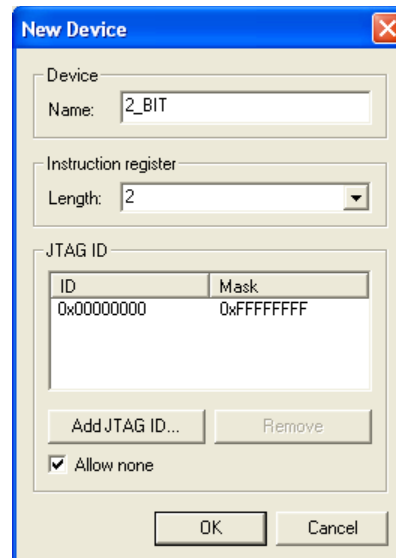 New Device
Device
Name: 2_BIT
Instruction register
Length: 2
JTAG ID
ID Mask
0x00000000 0xFFFFFFFF
Add JTAG ID... Remove
Allow none
OK Cancel